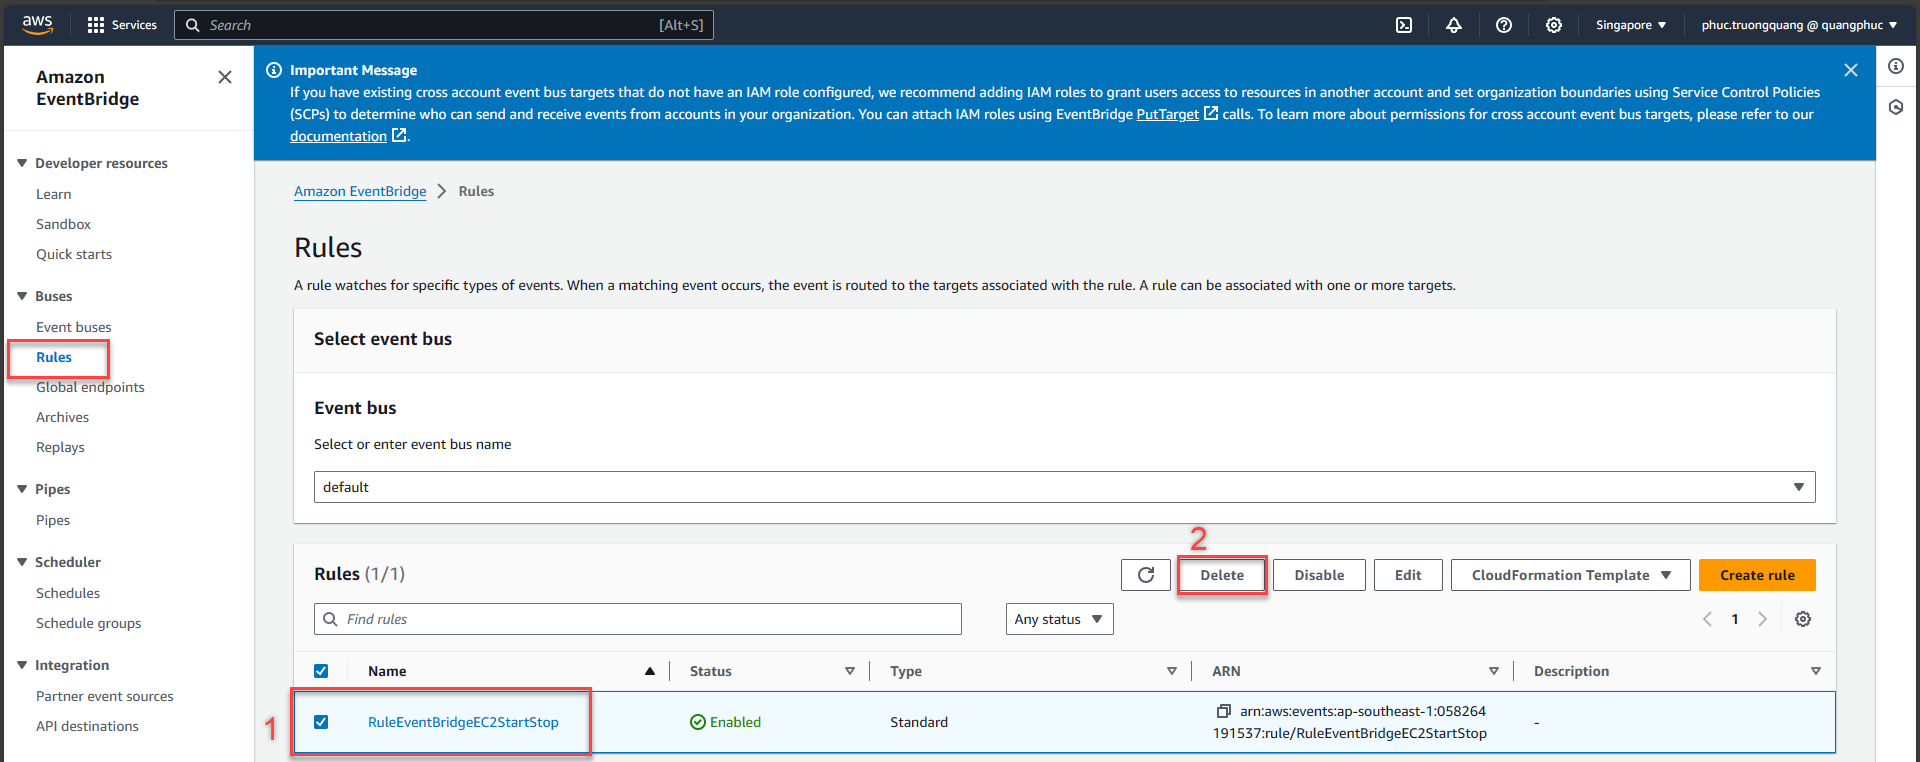 aws
Services
Search
[Alt+S]
Singapore
phuc.truongquang @ quangphuc
Amazon
EventBridge
Developer resources
Learn
Sandbox
Quick starts
Buses
Event buses
Rules
Global endpoints
Archives
Replays
Pipes
Pipes
Scheduler
Schedules
Schedule groups
Integration
Partner event sources
API destinations
Important Message
If you have existing cross account event bus targets that do not have an IAM role configured, we recommend adding IAM roles to grant users access to resources in another account and set organization boundaries using Service Control Policies
(SCPs) to determine who can send and receive events from accounts in your organization. You can attach IAM roles using EventBridge PutTarget calls. To learn more about permissions for cross account event bus targets, please refer to our
documentation .
Amazon EventBridge > Rules
Rules
A rule watches for specific types of events. When a matching event occurs, the event is routed to the targets associated with the rule. A rule can be associated with one or more targets.
Select event bus
Event bus
Select or enter event bus name
default
2
Rules (1/1)
Delete
Disable
Edit
CloudFormation Template
Create rule
Find rules
Any status
1
Name
Status
Type
ARN
Description
1
RuleEventBridgeEC2StartStop
Enabled
Standard
arn:aws:events:ap-southeast-1:058264
191537:rule/RuleEventBridgeEC2StartStop
-